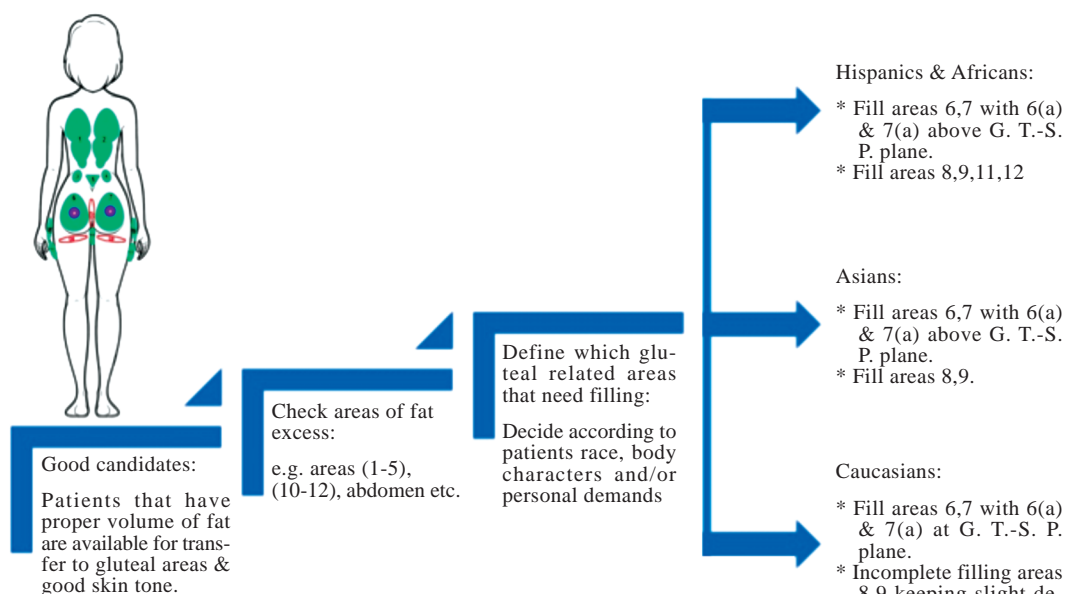 Good candidates:
Patients that have
proper volume of fat
are available for trans-
fer to gluteal areas &
good skin tone.
Check areas of fat
excess:
e.g. areas (1-5),
(10-12), abdomen etc.
Define which glu-
teal related areas
that need filling:
Decide according to
patients race, body
characters and/or
personal demands
Hispanics & Africans:
* Fill areas 6,7 with 6(a)
& 7(a) above G. T.-S.
P. plane.
* Fill areas 8,9,11,12
Asians:
* Fill areas 6,7 with 6(a)
& 7(a) above G. T.-S.
P. plane.
* Fill areas 8,9.
Caucasians:
* Fill areas 6,7 with 6(a)
& 7(a) at G. T.-S. P.
plane.
* Incomplete filling areas
8,9 keeping slight de-